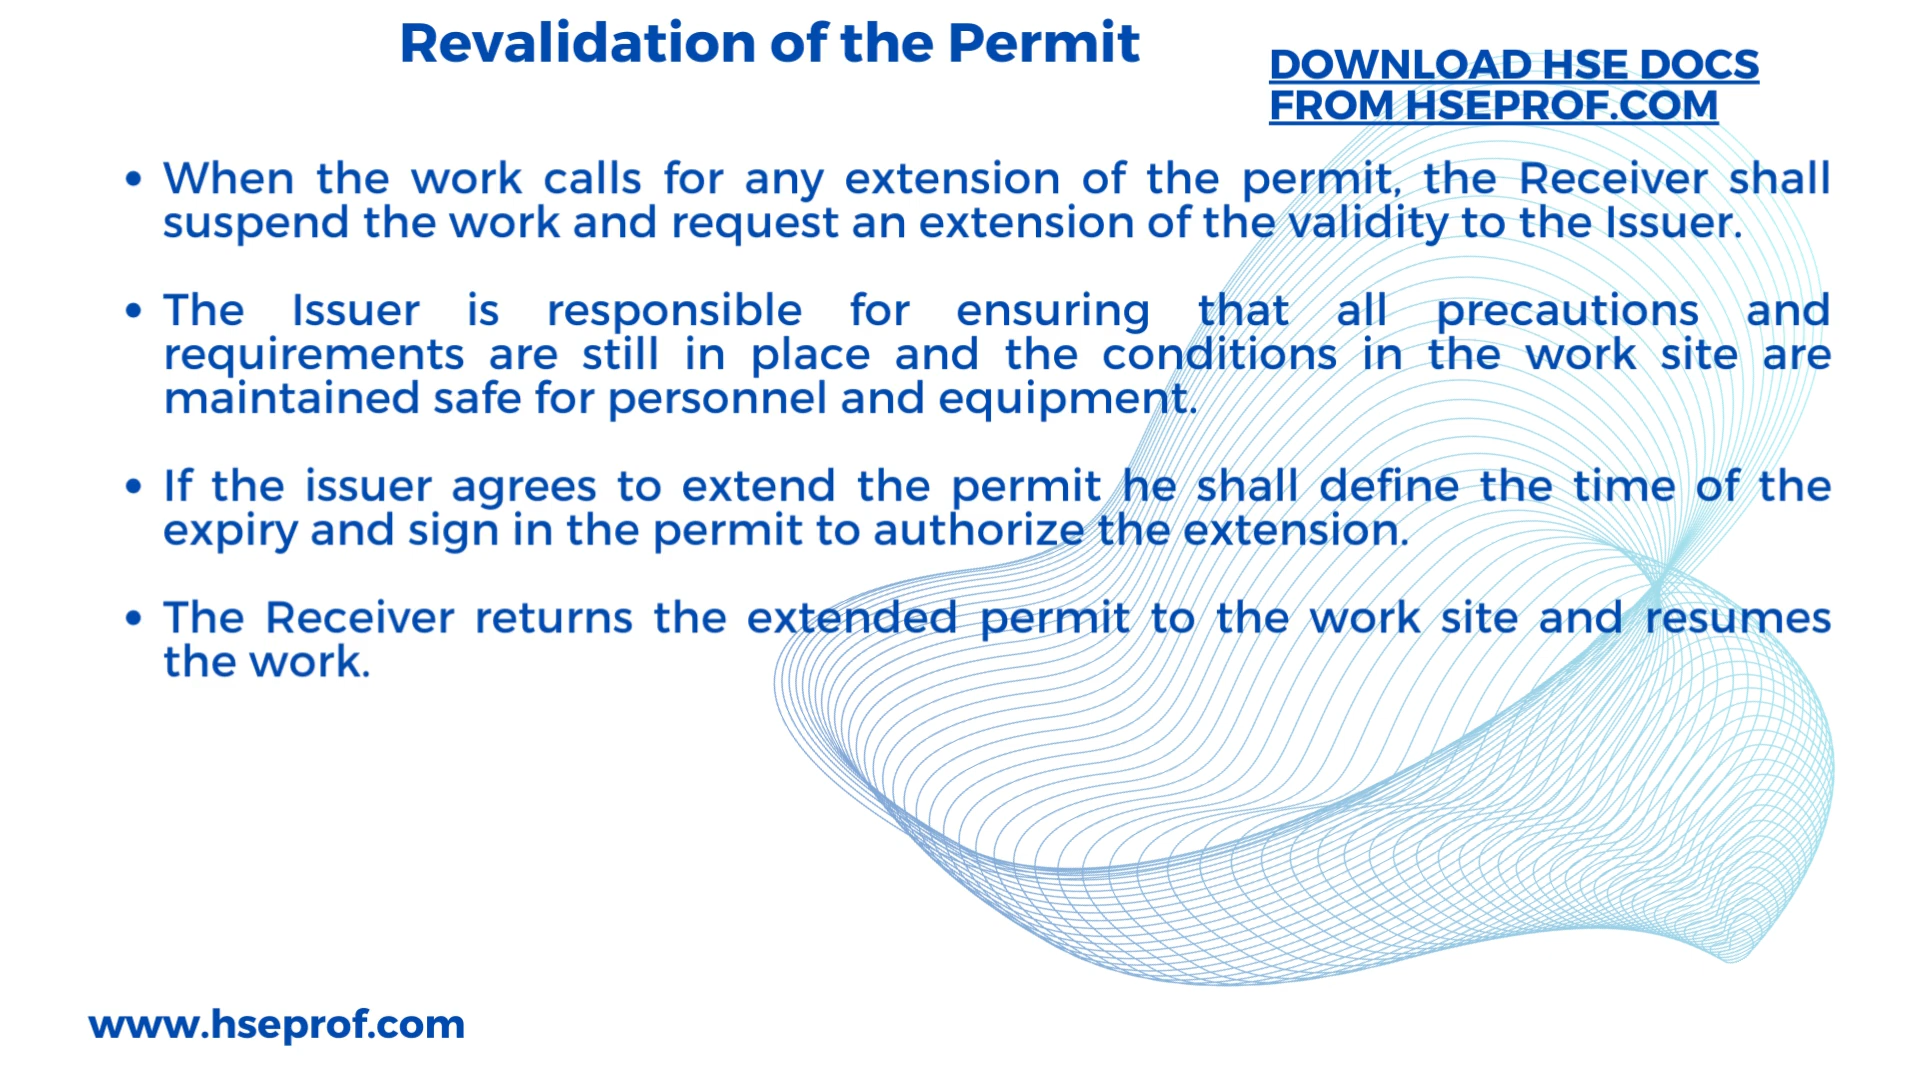 Revalidation of the Permit
DOWNLOAD HSE DOCS
FROM HSEPROF.COM
• When the work calls for any extension of the permit, the Receiver shall
suspend the work and request an extension of the validity to the Issuer.
• The Issuer is responsible for ensuring that all precautions and
requirements are still in place and the conditions in the work site are
maintained safe for personnel and equipment.
• If the issuer agrees to extend the permit he shall define the time of the
expiry and sign in the permit to authorize the extension.
• The Receiver returns the extended permit to the work site and resumes
the work.
www.hseprof.com